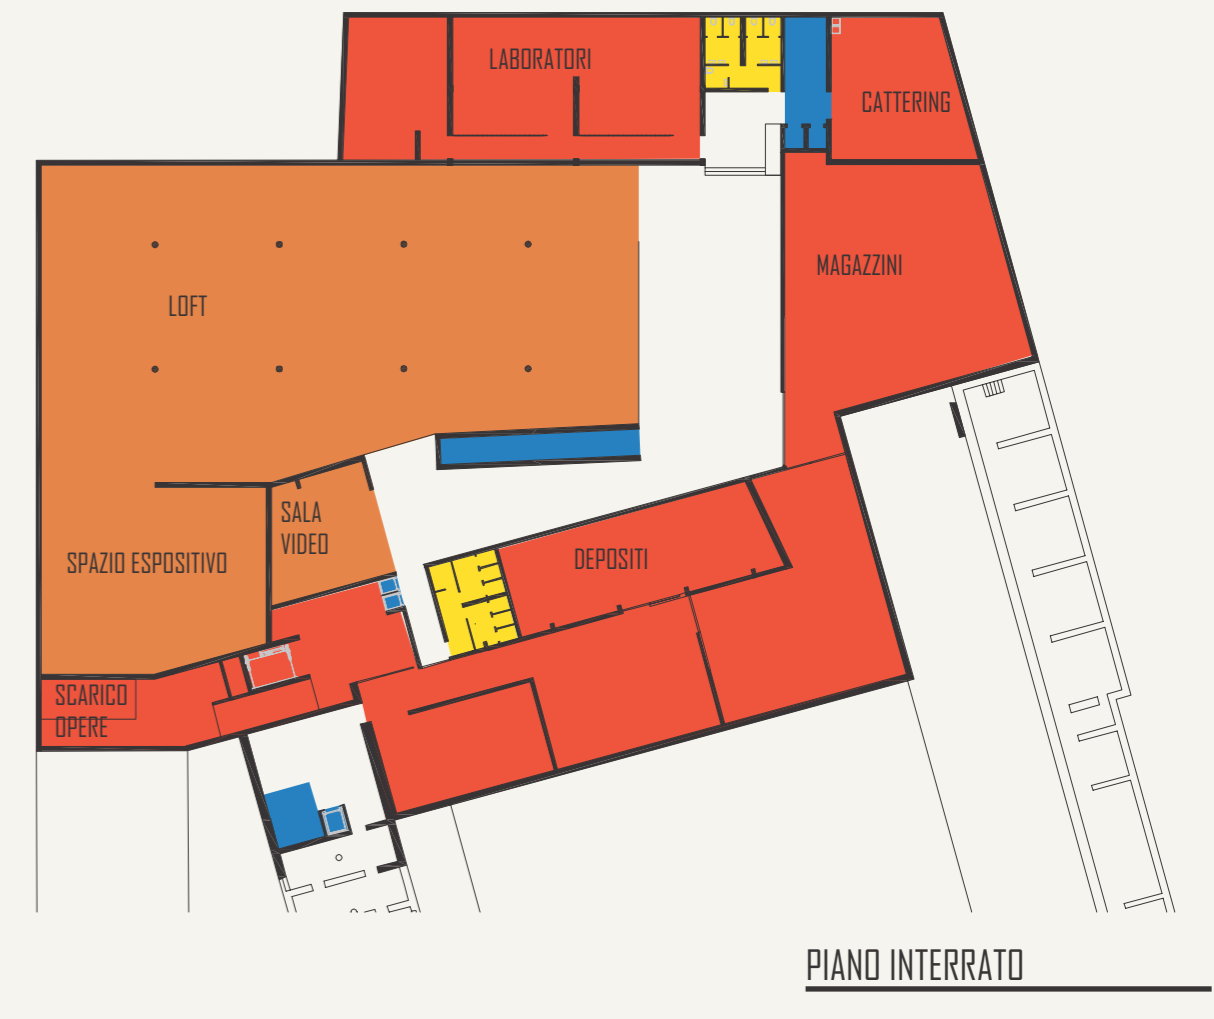 LABORATORI
CATTERING
MAGAZZINI
LOFT
SALA
VIDEO
SPAZIO ESPOSITIVO
DEPOSITI
SCARICO
OPERE
PIANO INTERRATO